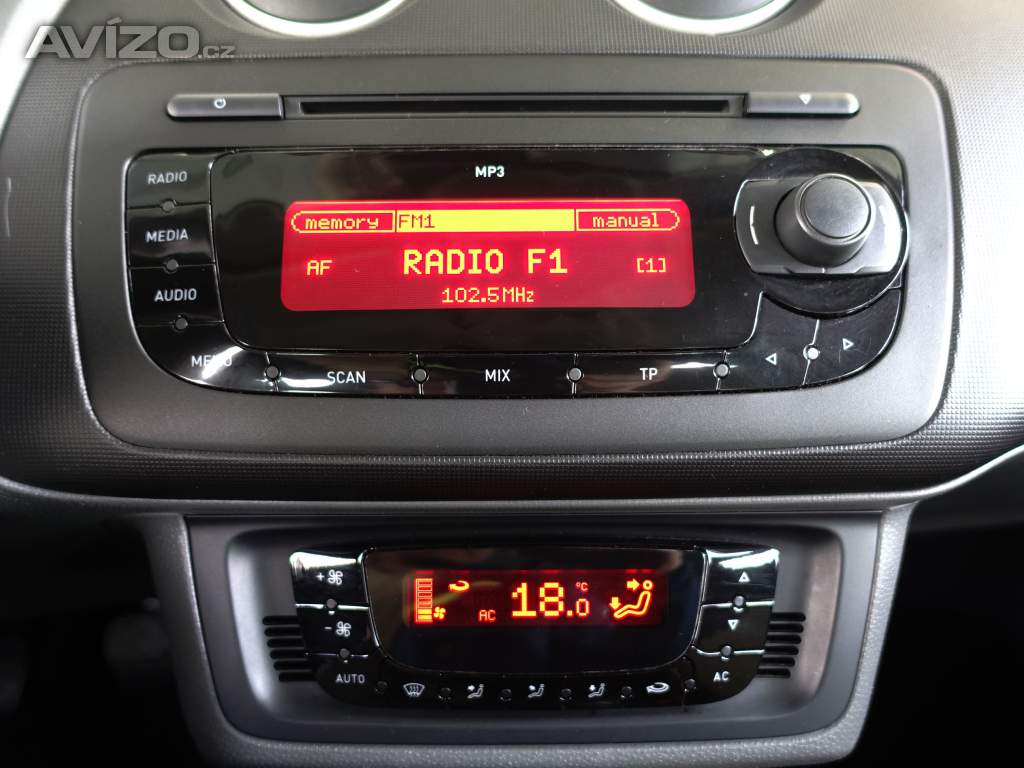 AVÍZO.cz
MP3
RADIO
MEDIA
AUDIO
MENU
memory FM1 manual
AF RADIO F1 [1]
102.5MHz
SCAN MIX TP
AC 18.0 °C
AUTO
AC